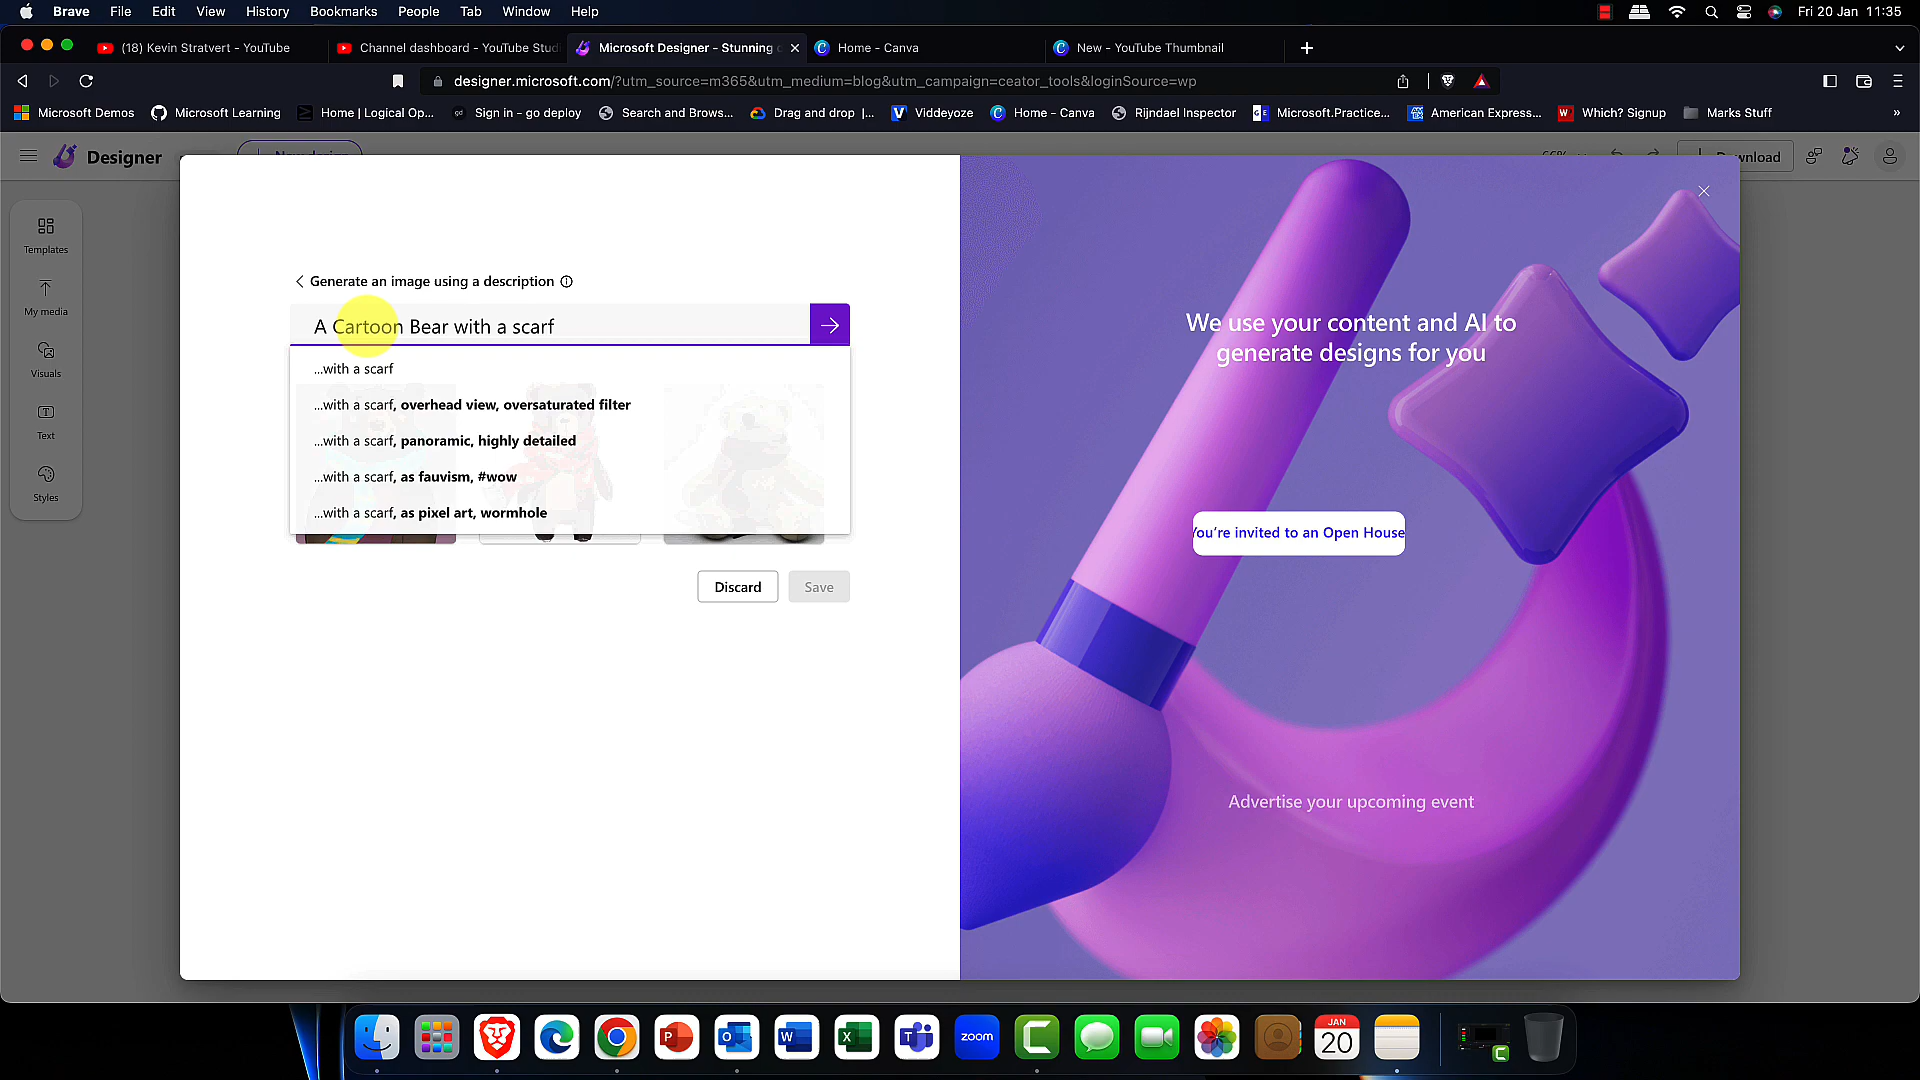 Brave File Edit View History Bookmarks People Tab Window Help Fri 20 Jan 11:35
(18) Kevin Stratvert - YouTube Channel dashboard - YouTube Studi Microsoft Designer - Stunning Home - Canva New - YouTube Thumbnail
designer.microsoft.com/?utm_source=m365&utm_medium=blog&utm_campaign=ceator_tools&loginSource=wp
Microsoft Demos Microsoft Learning Home | Logical Op... Sign in - go deploy Search and Brows... Drag and drop |... Viddeyoze Home - Canva Rijndael Inspector Microsoft.Practice... American Express... Which? Signup Marks Stuff »
Designer
Templates
My media
Visuals
Text
Styles
Generate an image using a description
A Cartoon Bear with a scarf
...with a scarf
...with a scarf, overhead view, oversaturated filter
...with a scarf, panoramic, highly detailed
...with a scarf, as fauvism, #wow
...with a scarf, as pixel art, wormhole
Discard Save
We use your content and AI to
generate designs for you
You're invited to an Open House
Advertise your upcoming event
zoom
JAN
20